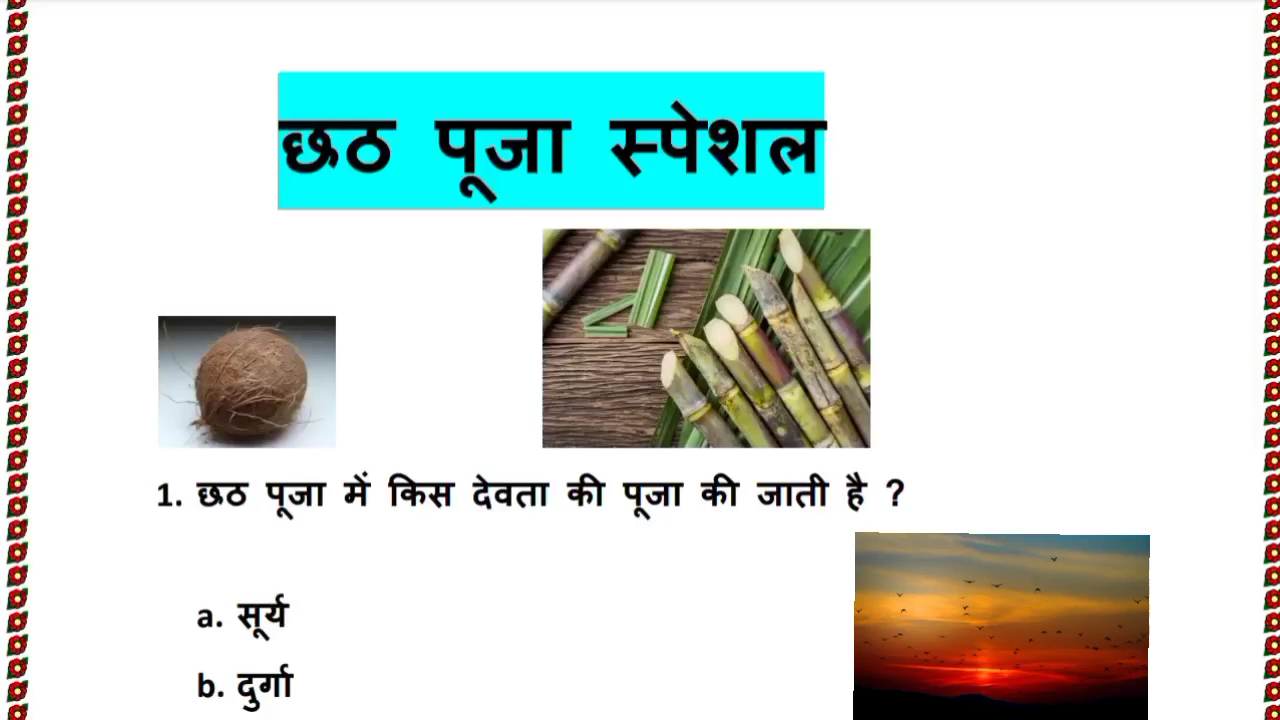 छठ पूजा स्पेशल
1. छठ पूजा में किस देवता की पूजा की जाती है ?
a. सूर्य
b. दुर्गा